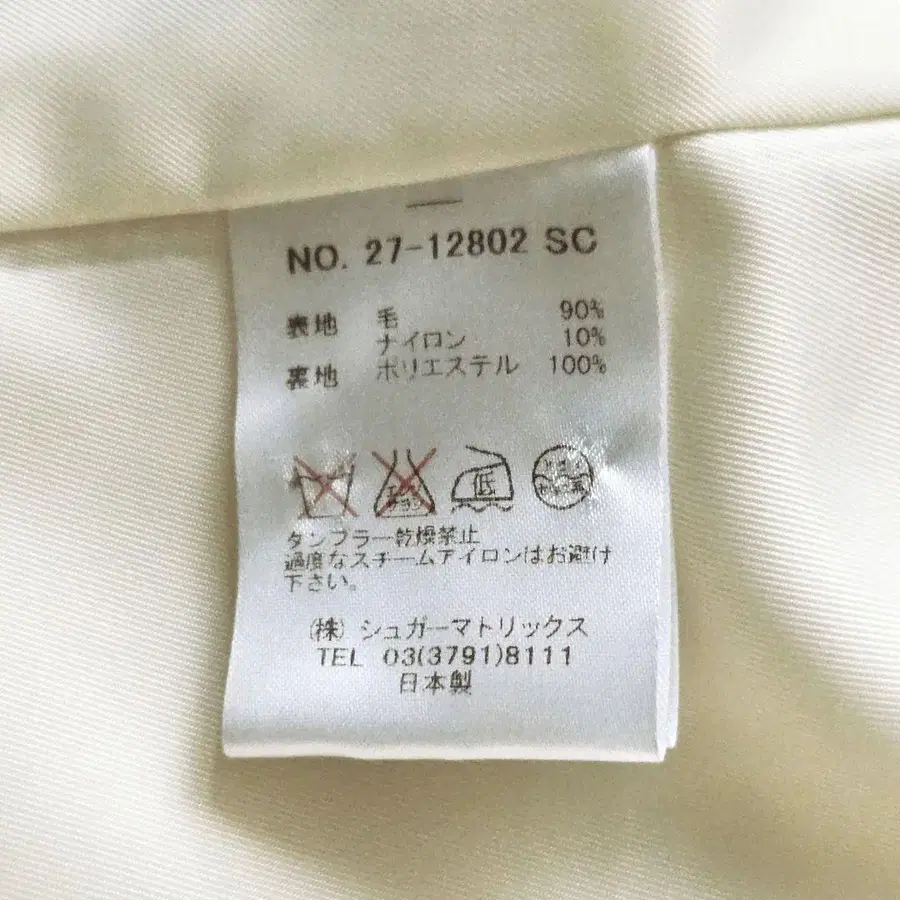 NO. 27-12802 SC
表地 毛 90%
ナイロン 10%
裏地 ポリエステル 100%
低
タンブラー乾燥禁止
過度なスチームアイロンはお避け
下さい。
(株) シュガーマトリックス
TEL 03(3791)8111
日本製